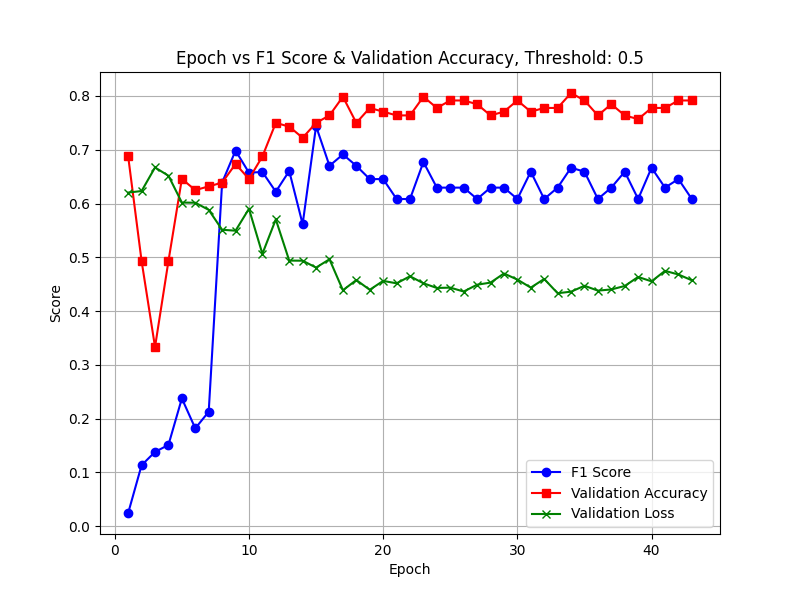 Epoch vs F1 Score & Validation Accuracy, Threshold: 0.5
0.8
0.7
0.6
0.5
0.4
0.3
0.2
0.1
0.0
Score
F1 Score
Validation Accuracy
Validation Loss
0 10 20 30 40
Epoch